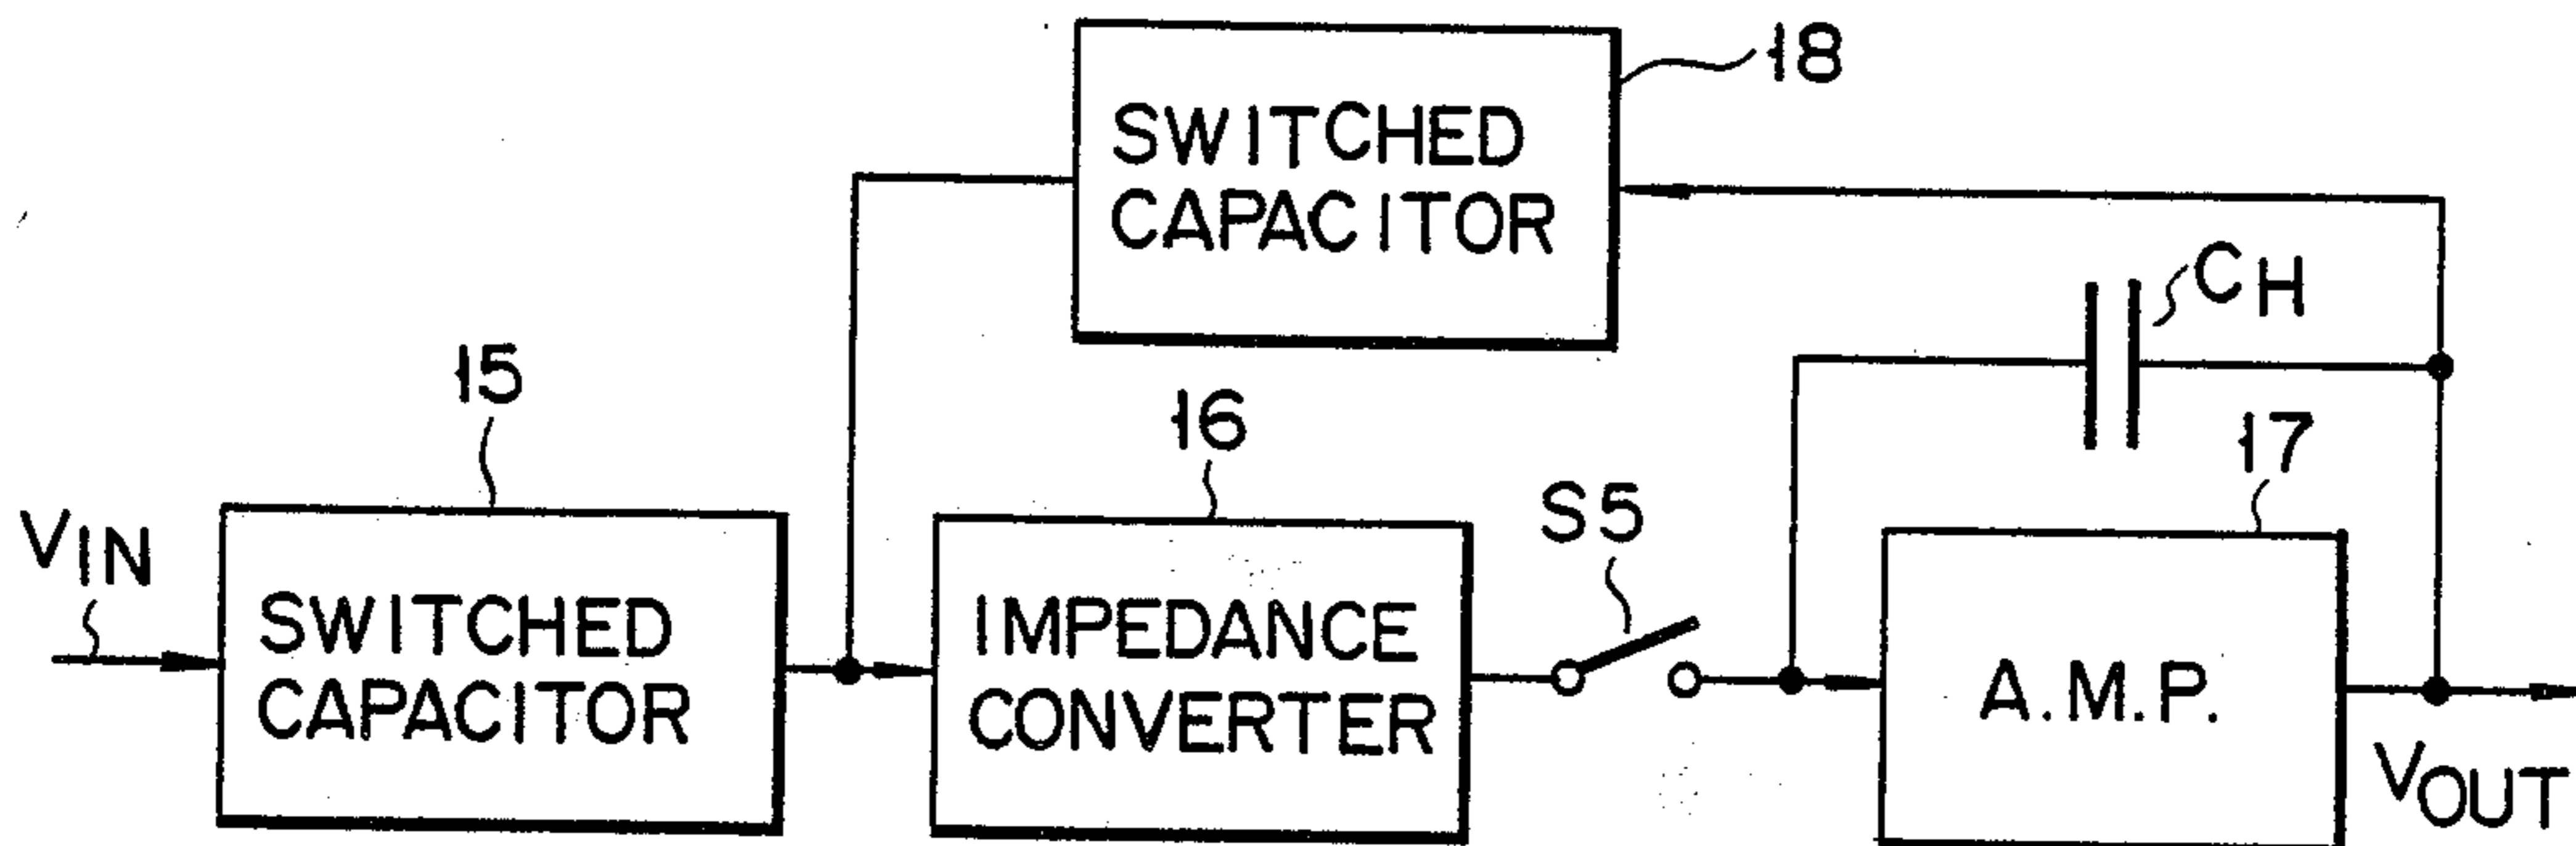 18
SWITCHED
CAPACITOR
CH
15
16
17
S5
VIN
SWITCHED
CAPACITOR
IMPEDANCE
CONVERTER
A.M.P.
VOUT